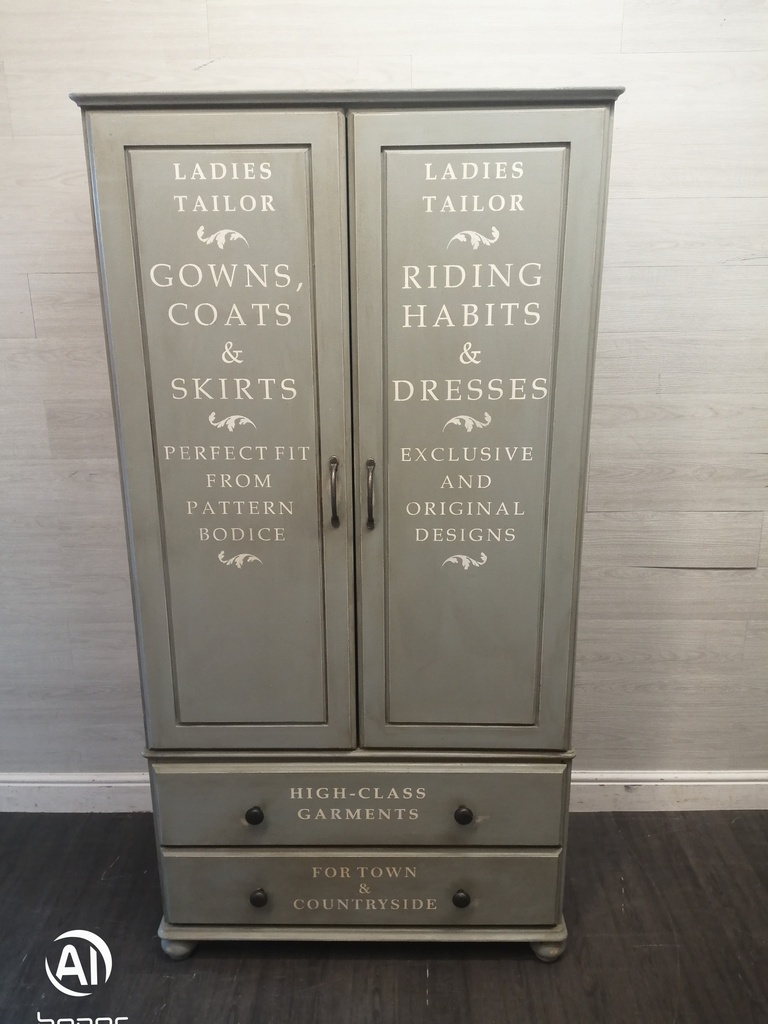 LADIES
TAILOR
GOWNS,
COATS
&
SKIRTS
PERFECT FIT
FROM
PATTERN
BODICE
LADIES
TAILOR
RIDING
HABITS
&
DRESSES
EXCLUSIVE
AND
ORIGINAL
DESIGNS
HIGH-CLASS
GARMENTS
FOR TOWN
&
COUNTRYSIDE
AI